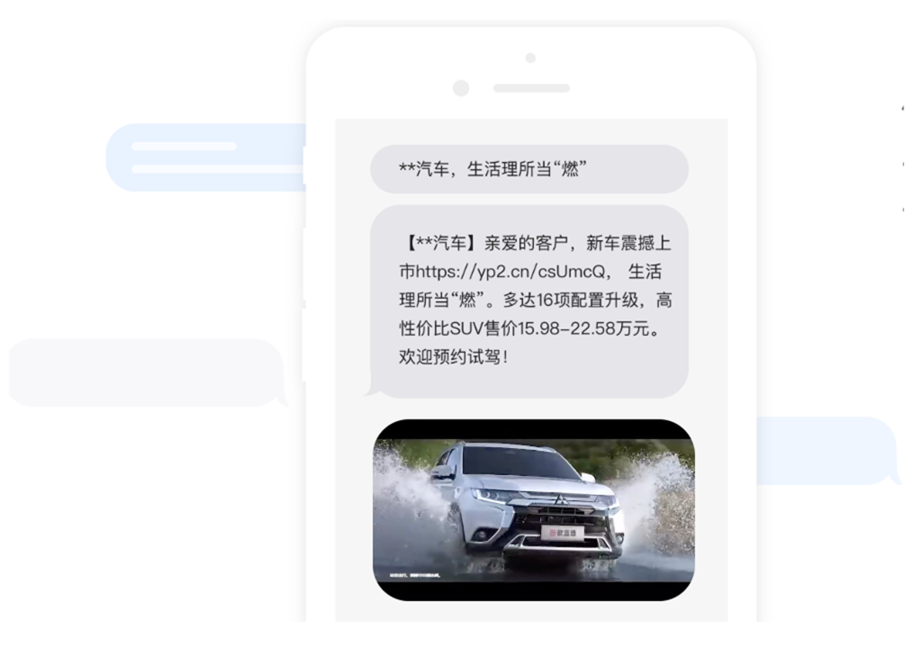 **汽车，生活理所当“燃”
【**汽车】亲爱的客户，新车震撼上
市https://yp2.cn/csUmcQ， 生活
理所当“燃”。多达16项配置升级，高
性价比SUV售价15.98-22.58万元。
欢迎预约试驾！
欧蓝德